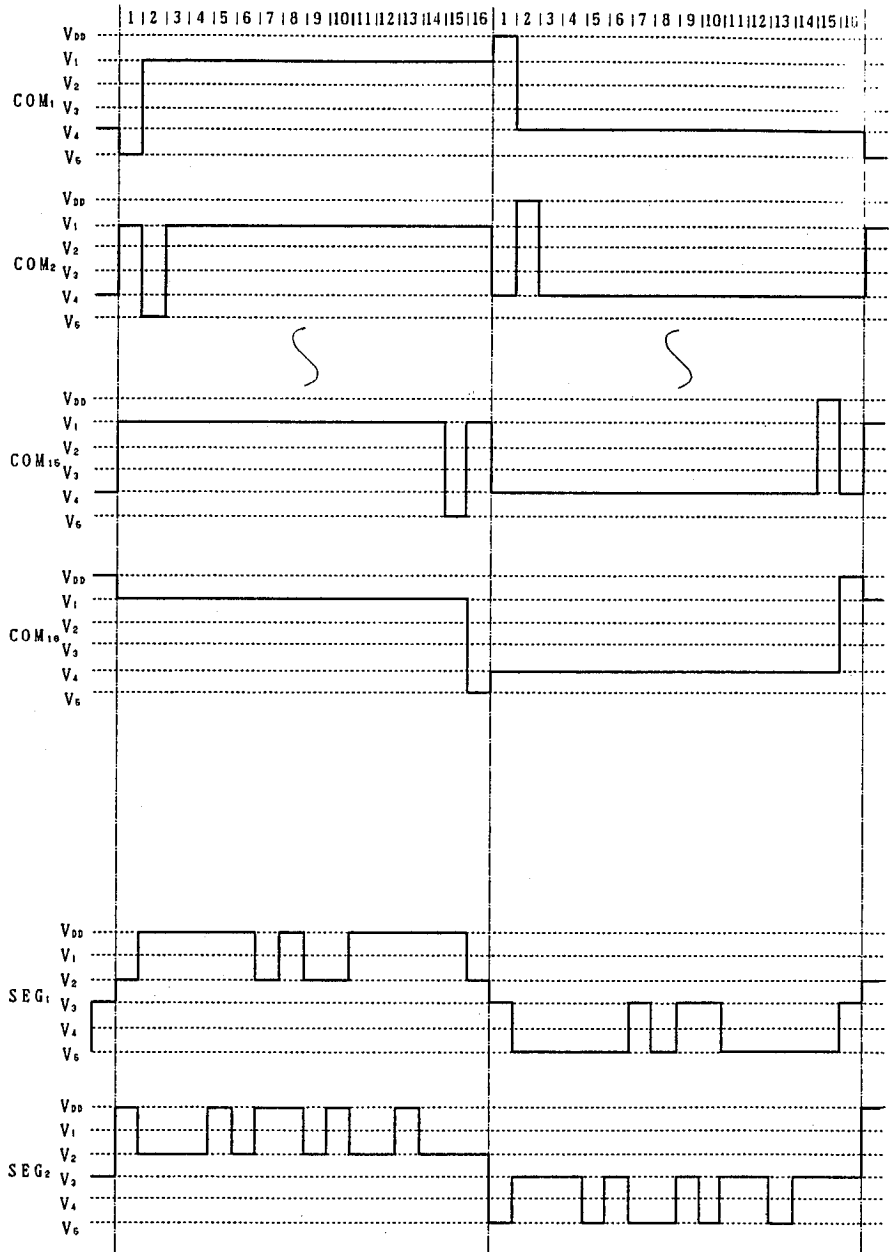 | 1 | 2 | 3 | 4 | 5 | 6 | 7 | 8 | 9 |10|11|12|13|14|15| 16 | 1 | 2 | 3 | 4 | 5 | 6 | 7 | 8 | 9 |10|11|12|13|14|15|16|
VDD
V1
V2
COM1
V3
V4
V5
VDD
V1
V2
COM2
V3
V4
V5
VDD
V1
V2
COM15
V3
V4
V5
VDD
V1
V2
COM16
V3
V4
V5
VDD
V1
V2
SEG1
V3
V4
V5
VDD
V1
V2
SEG2
V3
V4
V5